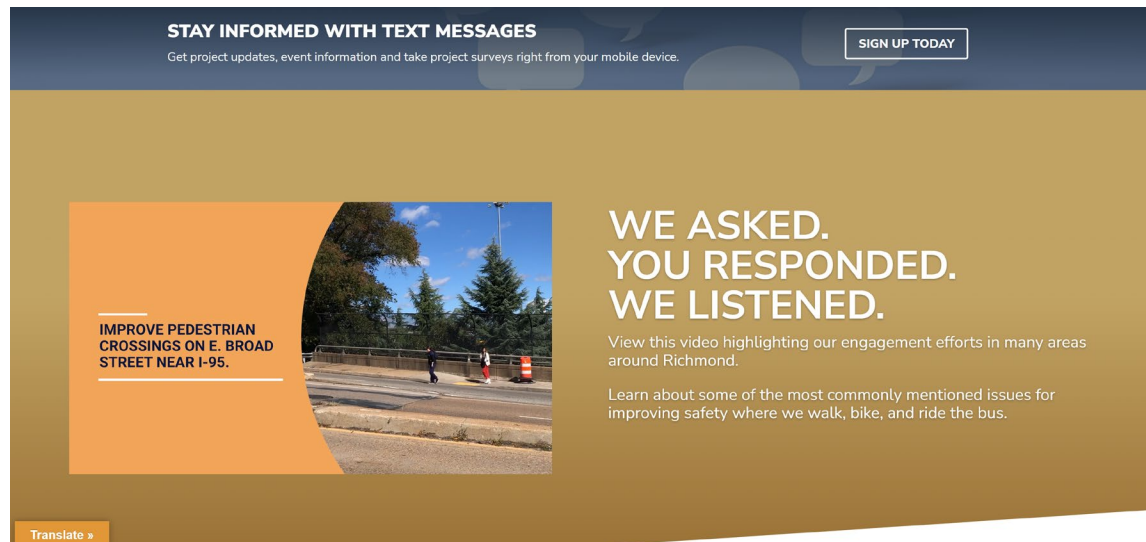 STAY INFORMED WITH TEXT MESSAGES
Get project updates, event information and take project surveys right from your mobile device.
SIGN UP TODAY
IMPROVE PEDESTRIAN
CROSSINGS ON E. BROAD
STREET NEAR I-95.
WE ASKED.
YOU RESPONDED.
WE LISTENED.
View this video highlighting our engagement efforts in many areas
around Richmond.
Learn about some of the most commonly mentioned issues for
improving safety where we walk, bike, and ride the bus.
Translate »